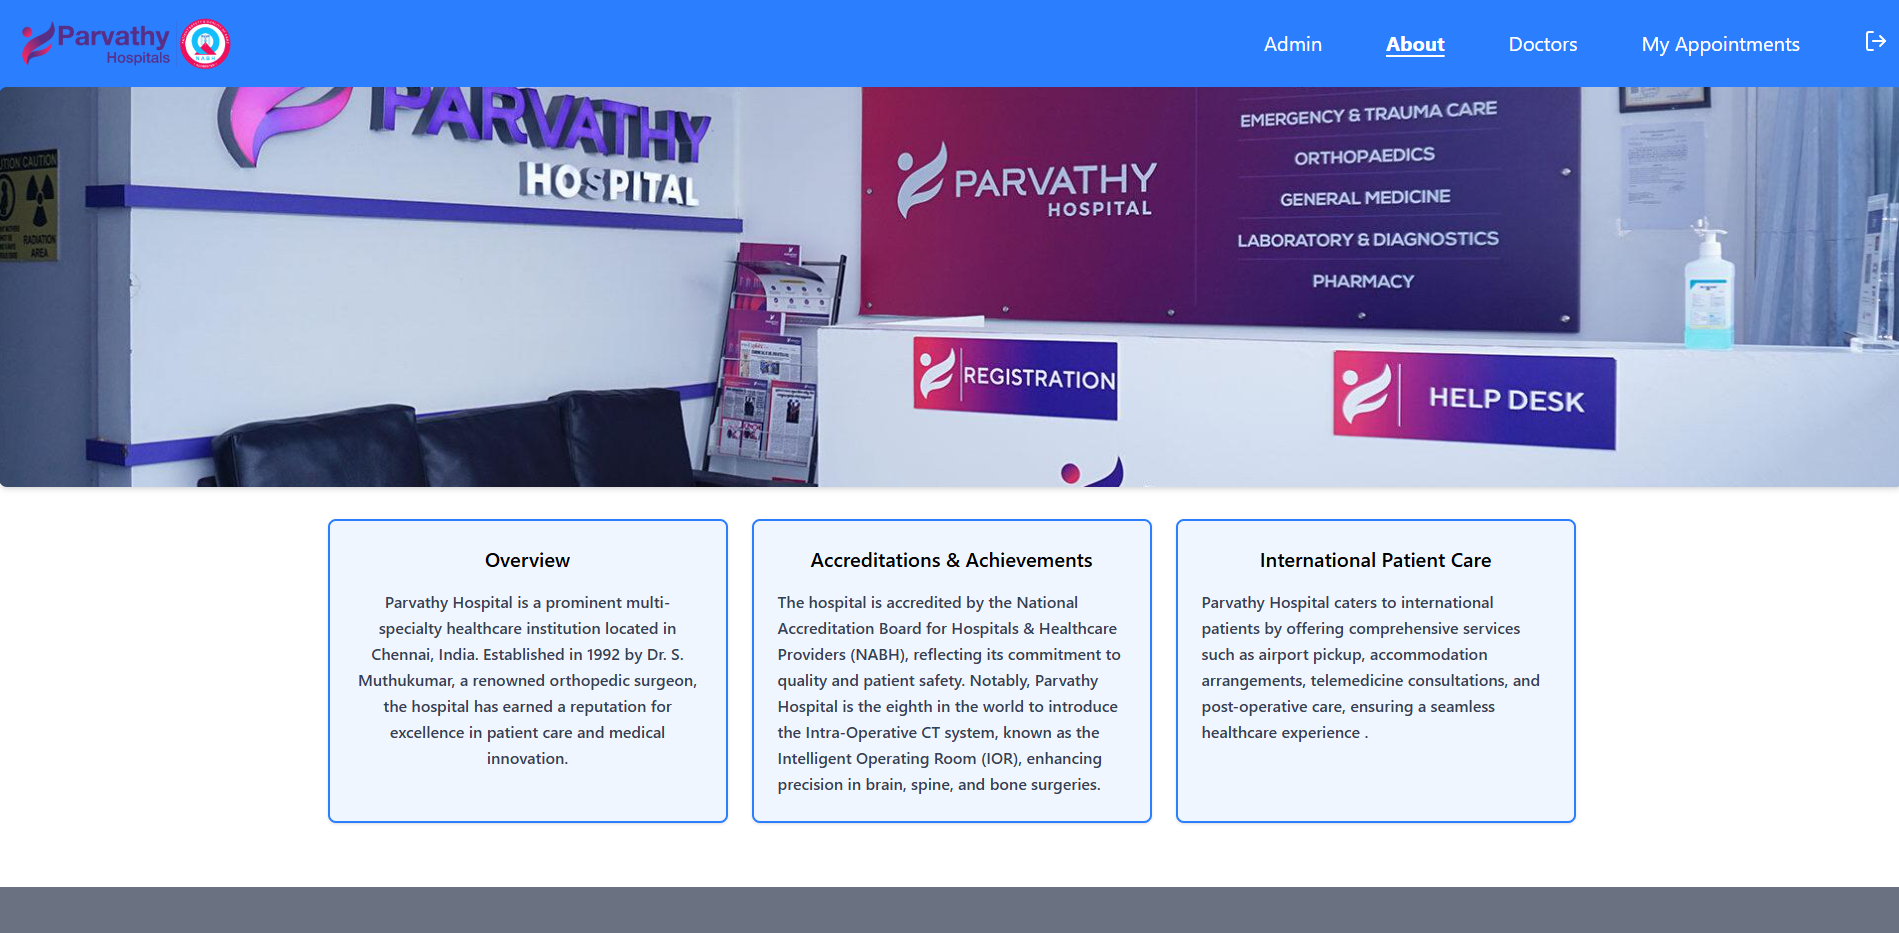 Parvathy
Hospitals
NABH
Admin
About
Doctors
My Appointments
PARVATHY
HOSPITAL
CAUTION
RADIATION
AREA
PARVATHY
HOSPITAL
EMERGENCY & TRAUMA CARE
ORTHOPAEDICS
GENERAL MEDICINE
LABORATORY & DIAGNOSTICS
PHARMACY
REGISTRATION
HELP DESK
Overview
Parvathy Hospital is a prominent multi-
specialty healthcare institution located in
Chennai, India. Established in 1992 by Dr. S.
Muthukumar, a renowned orthopedic surgeon,
the hospital has earned a reputation for
excellence in patient care and medical
innovation.
Accreditations & Achievements
The hospital is accredited by the National
Accreditation Board for Hospitals & Healthcare
Providers (NABH), reflecting its commitment to
quality and patient safety. Notably, Parvathy
Hospital is the eighth in the world to introduce
the Intra-Operative CT system, known as the
Intelligent Operating Room (IOR), enhancing
precision in brain, spine, and bone surgeries.
International Patient Care
Parvathy Hospital caters to international
patients by offering comprehensive services
such as airport pickup, accommodation
arrangements, telemedicine consultations, and
post-operative care, ensuring a seamless
healthcare experience .